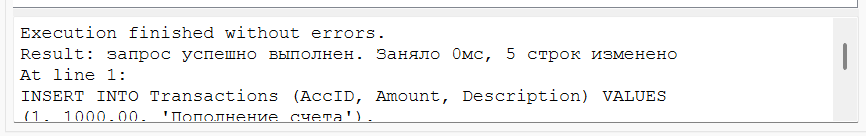 Execution finished without errors.
Result: запрос успешно выполнен. Заняло 0мс, 5 строк изменено
At line 1:
INSERT INTO Transactions (AccID, Amount, Description) VALUES
(1, 1000.00, 'Пополнение счета'),